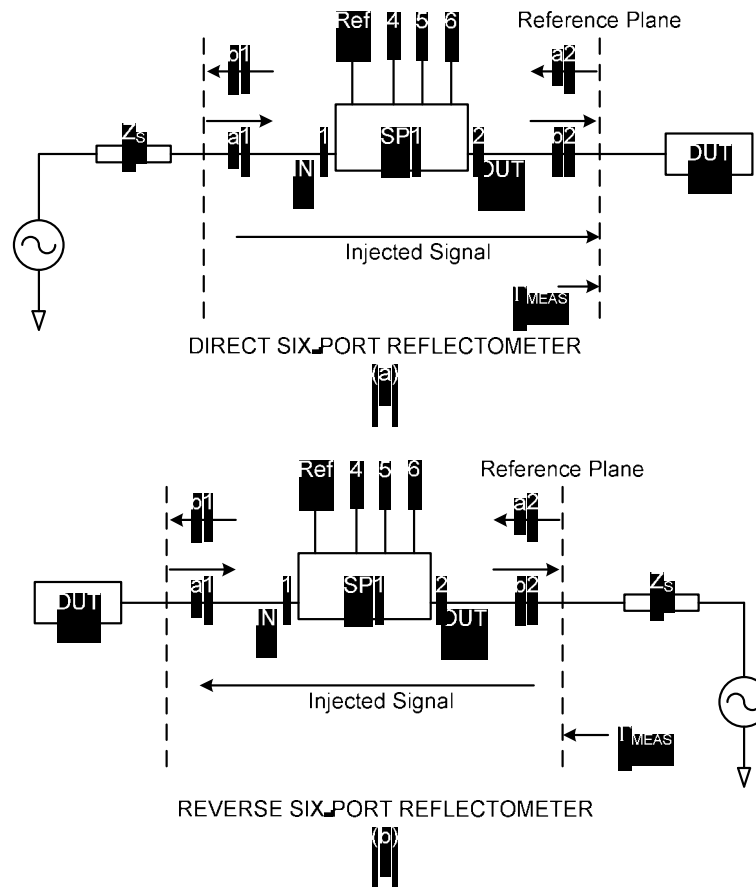 Ref 4 5 6 Reference Plane
b1 a2
Zs a1 1 SP1 2 b2 DUT
IN OUT
Injected Signal
ΓMEAS
DIRECT SIX-PORT REFLECTOMETER
(a)
Ref 4 5 6 Reference Plane
b1 a2
DUT a1 1 SP1 2 b2 Zs
IN OUT
Injected Signal
ΓMEAS
REVERSE SIX-PORT REFLECTOMETER
(b)